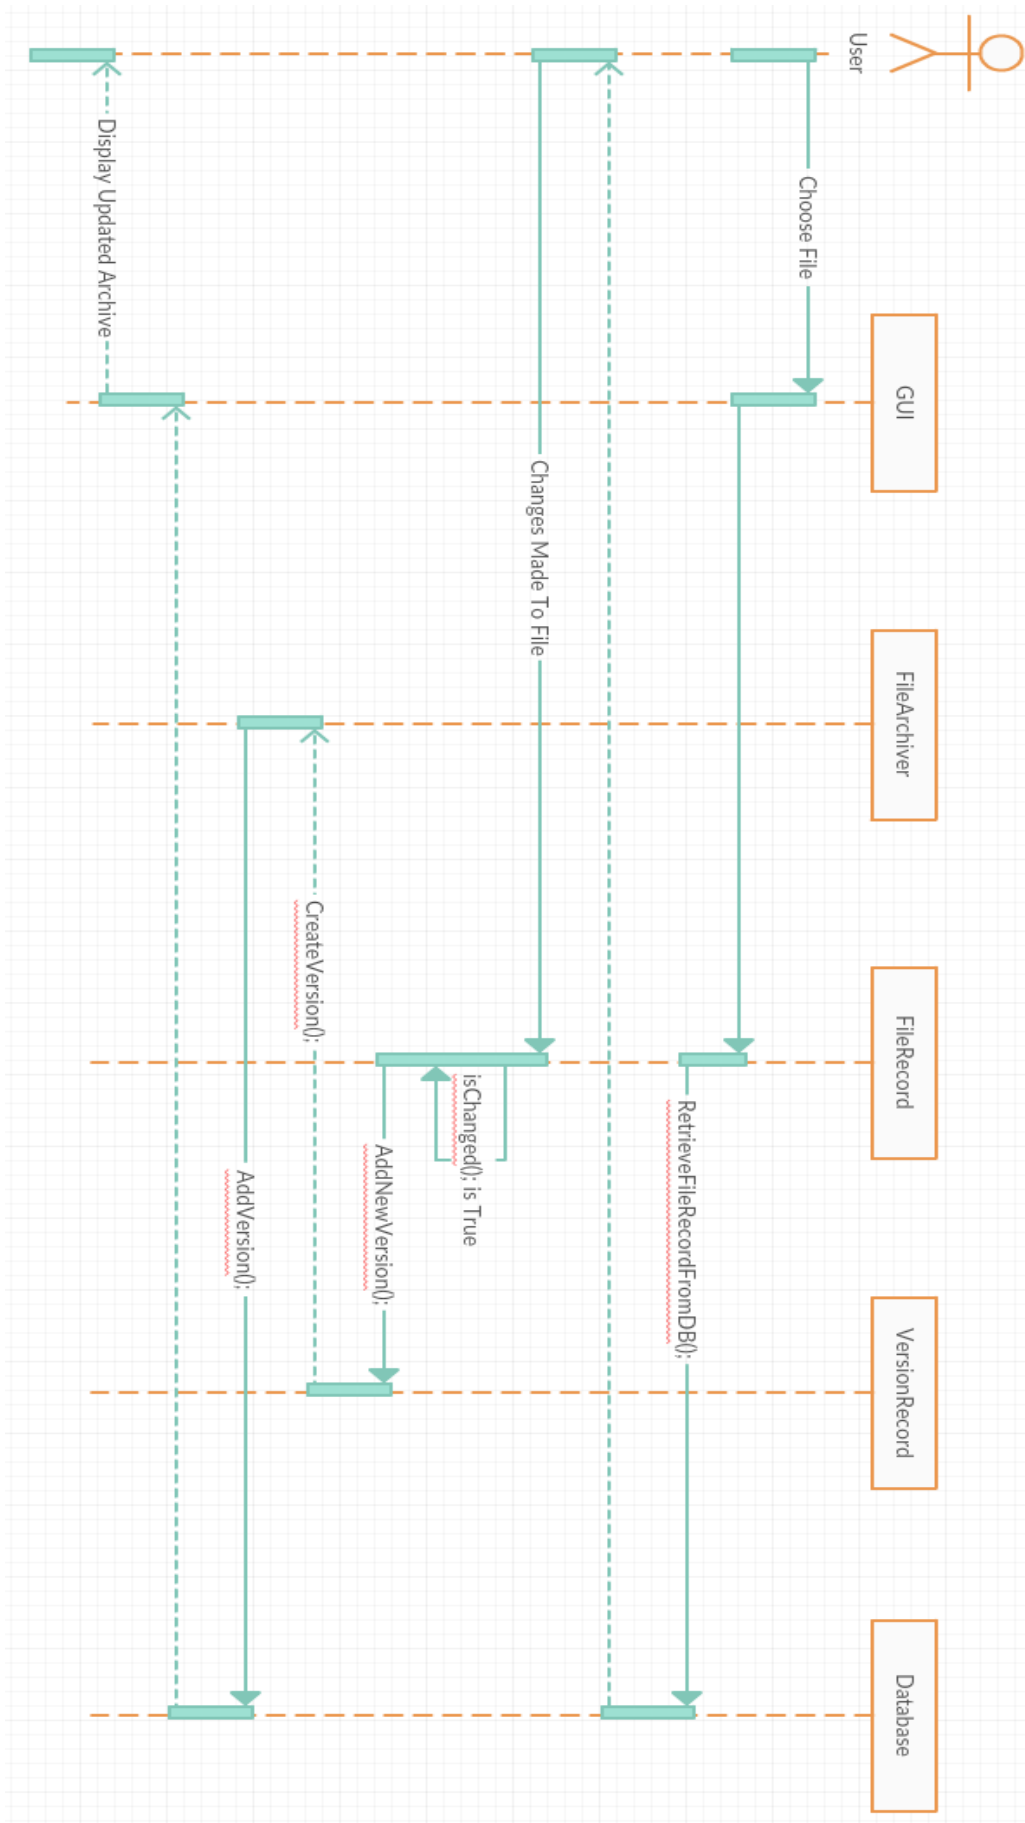 User
GUI
FileArchiver
FileRecord
VersionRecord
Database
Choose File
RetrieveFileRecordFromDB();
Changes Made To File
isChanged(); is True
AddNewVersion();
CreateVersion();
AddVersion();
Display Updated Archive